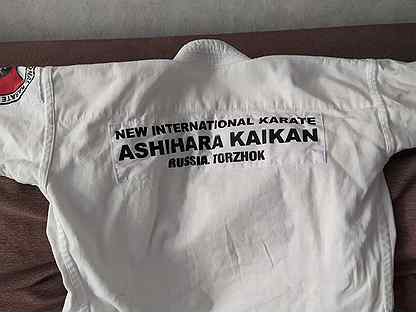 NEW INTERNATIONAL KARATE
ASHIHARA KAIKAN
RUSSIA. TORZHOK